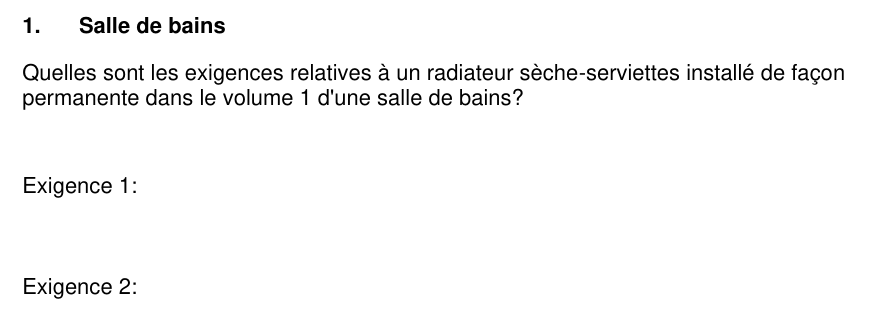 1. Salle de bains
Quelles sont les exigences relatives à un radiateur sèche-serviettes installé de façon
permanente dans le volume 1 d'une salle de bains?
Exigence 1:
Exigence 2: